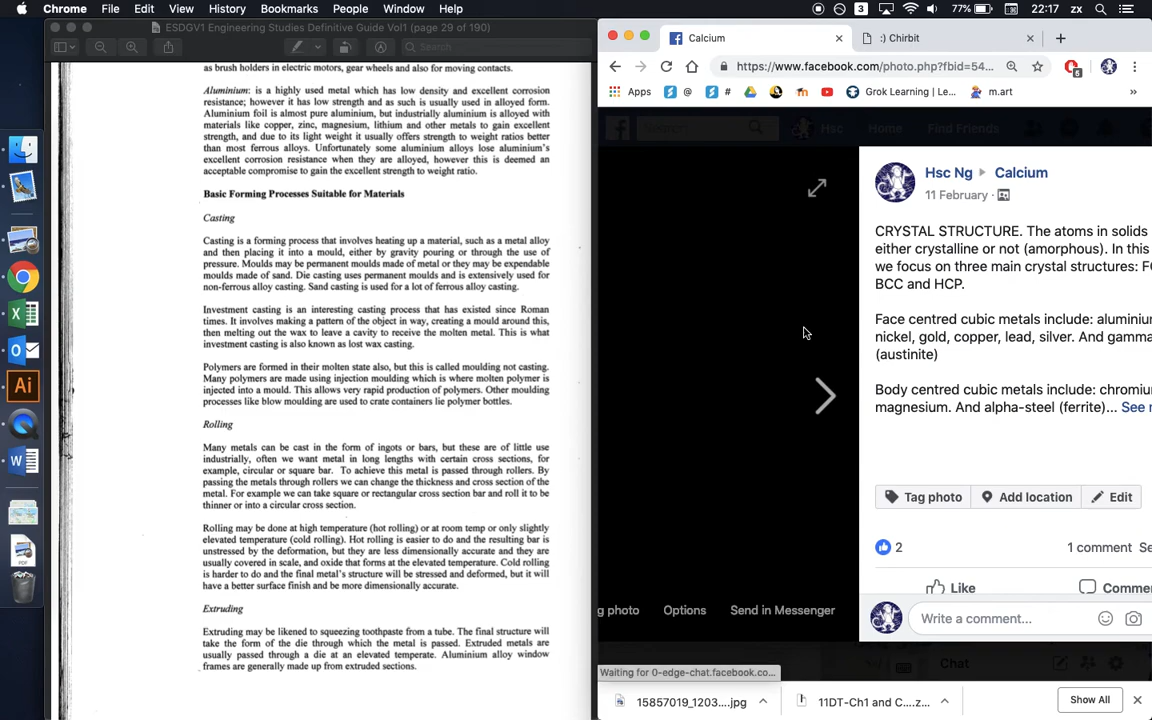 Chrome File Edit View History Bookmarks People Window Help 3 77% 22:17 zx
ESDGV1 Engineering Studies Definitive Guide Vol1 (page 29 of 190)
Search
as brush holders in electric motors, gear wheels and also for moving contacts.
Aluminium: is a highly used metal which has low density and excellent corrosion
resistance; however it has low strength and as such is usually used in alloyed form.
Aluminium foil is almost pure aluminium, but industrially aluminium is alloyed with
materials like copper, zinc, magnesium, lithium and other metals to gain excellent
strength, and due to its light weight it usually offers strength to weight ratios better
than most ferrous alloys. Unfortunately some aluminium alloys lose aluminium's
excellent corrosion resistance when they are alloyed, however this is deemed an
acceptable compromise to gain the excellent strength to weight ratio.
Basic Forming Processes Suitable for Materials
Casting
Casting is a forming process that involves heating up a material, such as a metal alloy
and then placing it into a mould, either by gravity pouring or through the use of
pressure. Moulds may be permanent moulds made of metal or they may be expendable
moulds made of sand. Die casting uses permanent moulds and is extensively used for
non-ferrous alloy casting. Sand casting is used for a lot of ferrous alloy casting.
Investment casting is an interesting casting process that has existed since Roman
times. It involves making a pattern of the object in way, creating a mould around this,
then melting out the wax to leave a cavity to receive the molten metal. This is what
investment casting is also known as lost wax casting.
Polymers are formed in their molten state also, but this is called moulding not casting.
Many polymers are made using injection moulding which is where molten polymer is
injected into a mould. This allows very rapid production of polymers. Other moulding
processes like blow moulding are used to crate containers lie polymer bottles.
Rolling
Many metals can be cast in the form of ingots or bars, but these are of little use
industrially, often we want metal in long lengths with certain cross sections, for
example, circular or square bar. To achieve this metal is passed through rollers. By
passing the metals through rollers we can change the thickness and cross section of the
metal. For example we can take square or rectangular cross section bar and roll it to be
thinner or into a circular cross section.
Rolling may be done at high temperature (hot rolling) or at room temp or only slightly
elevated temperature (cold rolling). Hot rolling is easier to do and the resulting bar is
unstressed by the deformation, but they are less dimensionally accurate and they are
usually covered in scale, and oxide that forms at the elevated temperature. Cold rolling
is harder to do and the final metal's structure will be stressed and deformed, but it will
have a better surface finish and be more dimensionally accurate.
Extruding
Extruding may be likened to squeezing toothpaste from a tube. The final structure will
take the form of the die through which the metal is passed. Extruded metals are
usually passed through a die at an elevated temperate. Aluminium alloy window
frames are generally made up from extruded sections.
Calcium
:) Chirbit
https://www.facebook.com/photo.php?fbid=54...
6
Apps @ # Grok Learning | Le... m.art »
Search Hsc Home Find Friends
Hsc Ng Calcium
11 February
CRYSTAL STRUCTURE. The atoms in solids
either crystalline or not (amorphous). In this
we focus on three main crystal structures: F
BCC and HCP.
Face centred cubic metals include: aluminiu
nickel, gold, copper, lead, silver. And gamma
(austinite)
Body centred cubic metals include: chromiu
magnesium. And alpha-steel (ferrite)... See
Tag photo Add location Edit
2 1 comment Se
Like Comme
g photo Options Send in Messenger
Write a comment...
Chat
Waiting for 0-edge-chat.facebook.co...
15857019_1203....jpg
11DT-Ch1 and C....z...
Show All
Ai
PDF